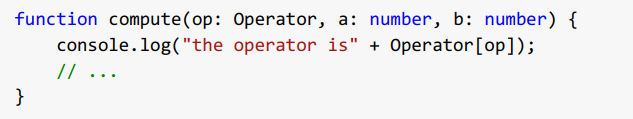 function compute(op: Operator, a: number, b: number) {
    console.log("the operator is" + Operator[op]);
    // ...
}